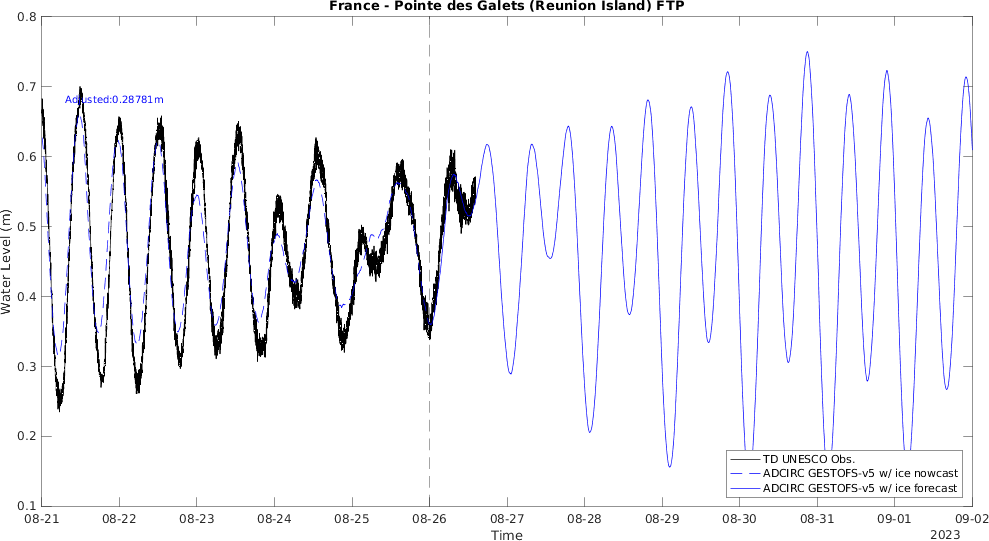 France - Pointe des Galets (Reunion Island) FTP
0.8
0.7
0.6
0.5
0.4
0.3
0.2
0.1
Water Level (m)
Adjusted:0.28781m
TD UNESCO Obs.
ADCIRC GESTOFS-v5 w/ ice nowcast
ADCIRC GESTOFS-v5 w/ ice forecast
08-21 08-22 08-23 08-24 08-25 08-26 08-27 08-28 08-29 08-30 08-31 09-01 09-02
Time
2023